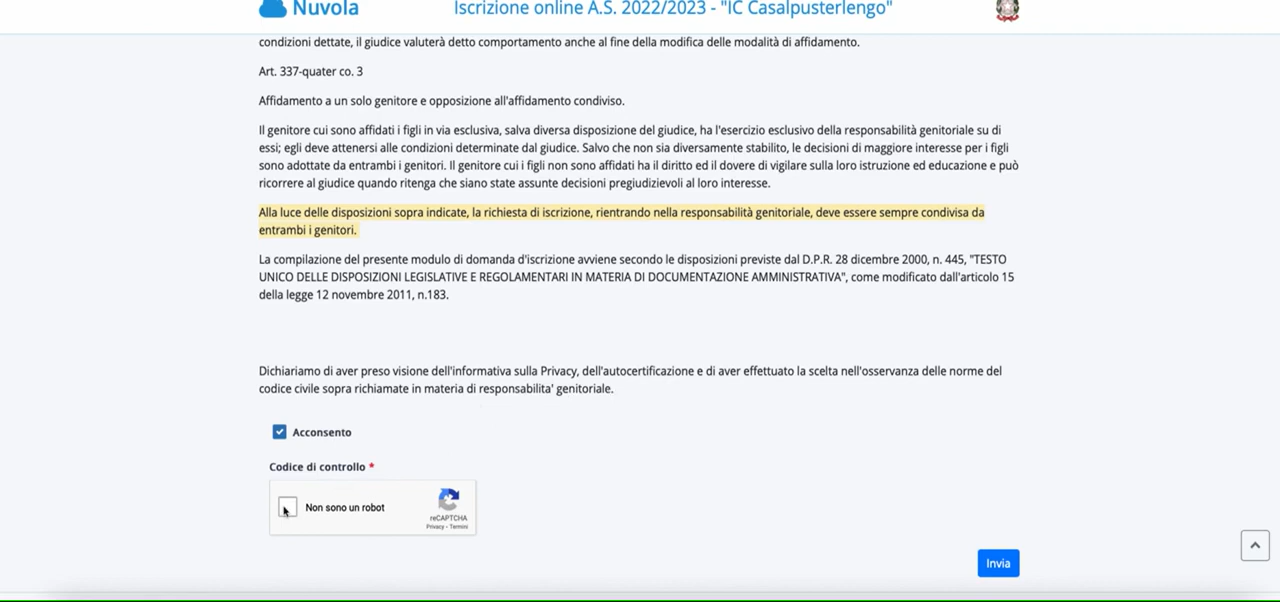 Nuvola
Iscrizione online A.S. 2022/2023 - "IC Casalpusterlengo"
condizioni dettate, il giudice valuterà detto comportamento anche al fine della modifica delle modalità di affidamento.
Art. 337-quater co. 3
Affidamento a un solo genitore e opposizione all'affidamento condiviso.
Il genitore cui sono affidati i figli in via esclusiva, salva diversa disposizione del giudice, ha l'esercizio esclusivo della responsabilità genitoriale su di
essi; egli deve attenersi alle condizioni determinate dal giudice. Salvo che non sia diversamente stabilito, le decisioni di maggiore interesse per i figli
sono adottate da entrambi i genitori. Il genitore cui i figli non sono affidati ha il diritto ed il dovere di vigilare sulla loro istruzione ed educazione e può
ricorrere al giudice quando ritenga che siano state assunte decisioni pregiudizievoli al loro interesse.
Alla luce delle disposizioni sopra indicate, la richiesta di iscrizione, rientrando nella responsabilità genitoriale, deve essere sempre condivisa da
entrambi i genitori.
La compilazione del presente modulo di domanda d'iscrizione avviene secondo le disposizioni previste dal D.P.R. 28 dicembre 2000, n. 445, "TESTO
UNICO DELLE DISPOSIZIONI LEGISLATIVE E REGOLAMENTARI IN MATERIA DI DOCUMENTAZIONE AMMINISTRATIVA", come modificato dall'articolo 15
della legge 12 novembre 2011, n.183.
Dichiariamo di aver preso visione dell'informativa sulla Privacy, dell'autocertificazione e di aver effettuato la scelta nell'osservanza delle norme del
codice civile sopra richiamate in materia di responsabilita' genitoriale.
Acconsento
Codice di controllo *
Non sono un robot
reCAPTCHA
Privacy - Termini
Invia